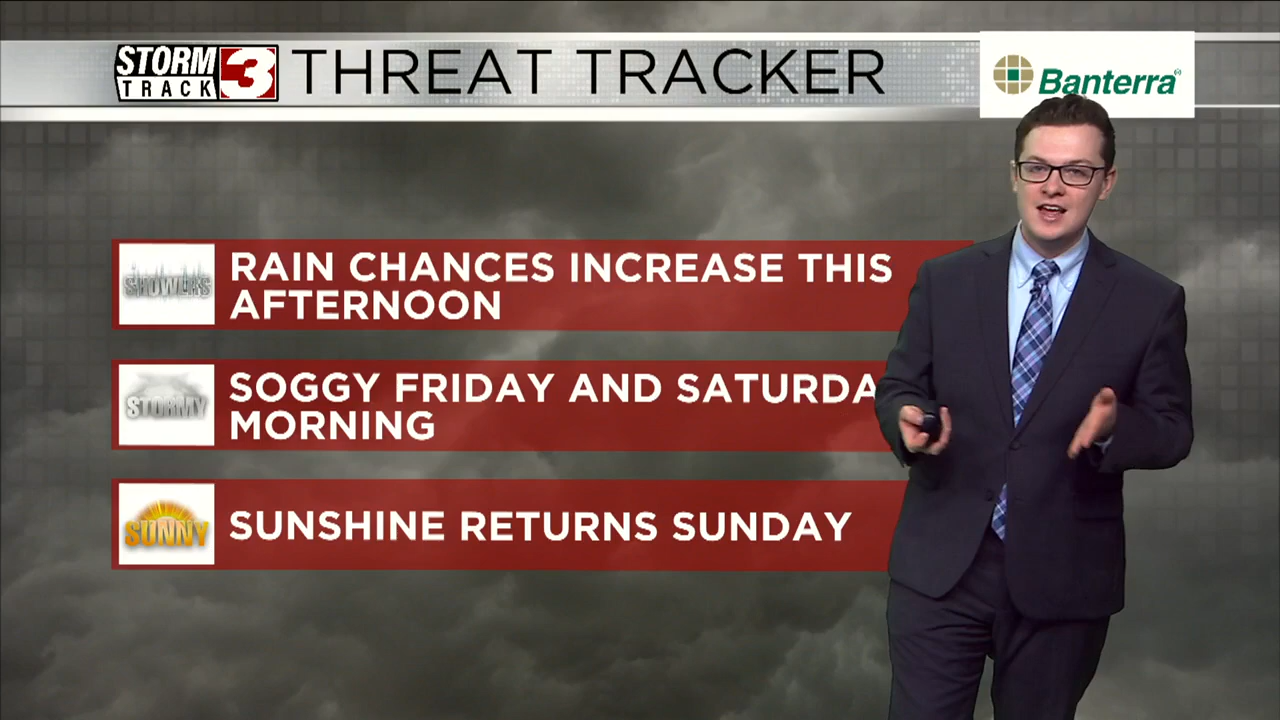 STORM
TRACK 3
THREAT TRACKER
Banterra®
SHOWERS
RAIN CHANCES INCREASE THIS
AFTERNOON
STORMY
SOGGY FRIDAY AND SATURDA
MORNING
SUNNY
SUNSHINE RETURNS SUNDAY